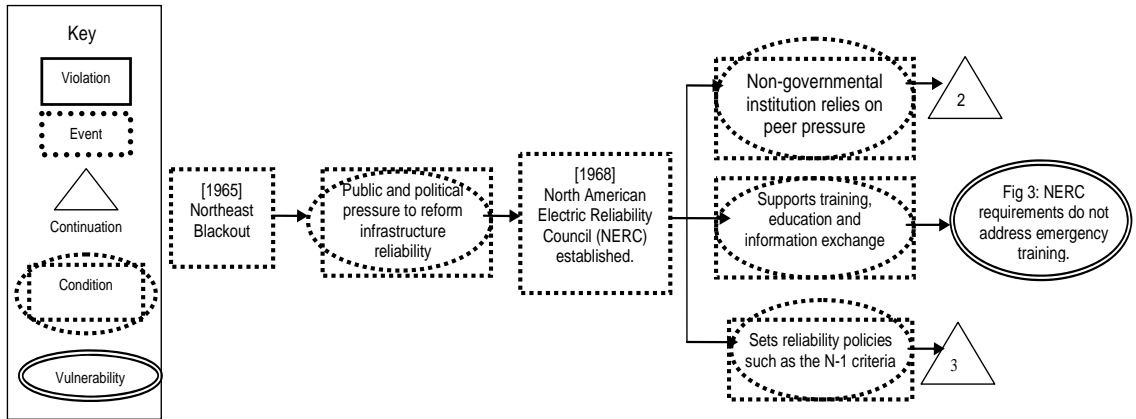 Key
Violation
Event
Continuation
Condition
Vulnerability
[1965]
Northeast
Blackout
Public and political
pressure to reform
infrastructure
reliability
[1968]
North American
Electric Reliability
Council (NERC)
established.
Non-governmental
institution relies on
peer pressure
2
Supports training,
education and
information exchange
Fig 3: NERC
requirements do not
address emergency
training.
Sets reliability policies
such as the N-1 criteria
3